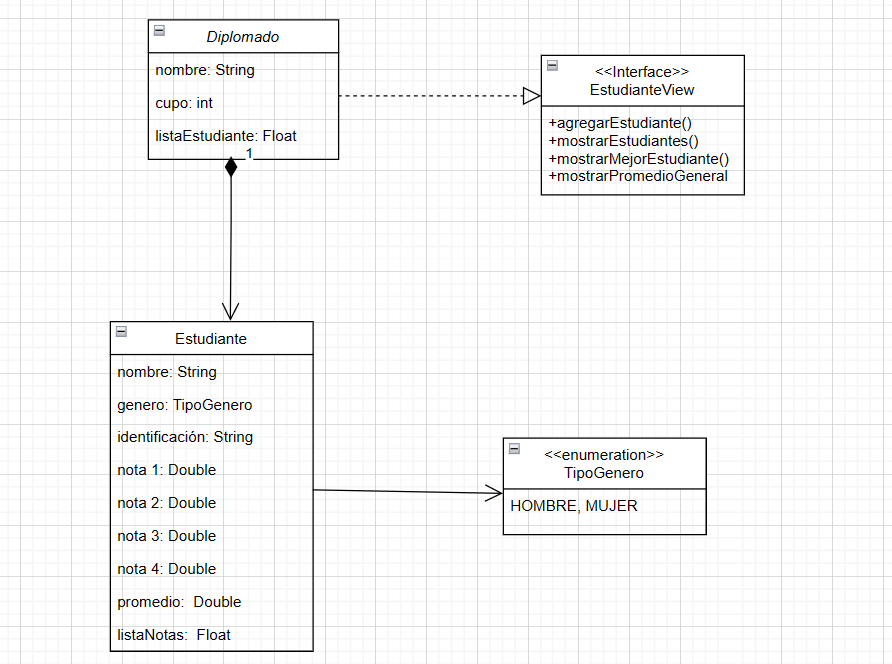 Diplomado
nombre: String
cupo: int
listaEstudiante: Float
1
<<Interface>>
EstudianteView
+agregarEstudiante()
+mostrarEstudiantes()
+mostrarMejorEstudiante()
+mostrarPromedioGeneral
Estudiante
nombre: String
genero: TipoGenero
identificación: String
nota 1: Double
nota 2: Double
nota 3: Double
nota 4: Double
promedio:  Double
listaNotas:  Float
<<enumeration>>
TipoGenero
HOMBRE, MUJER